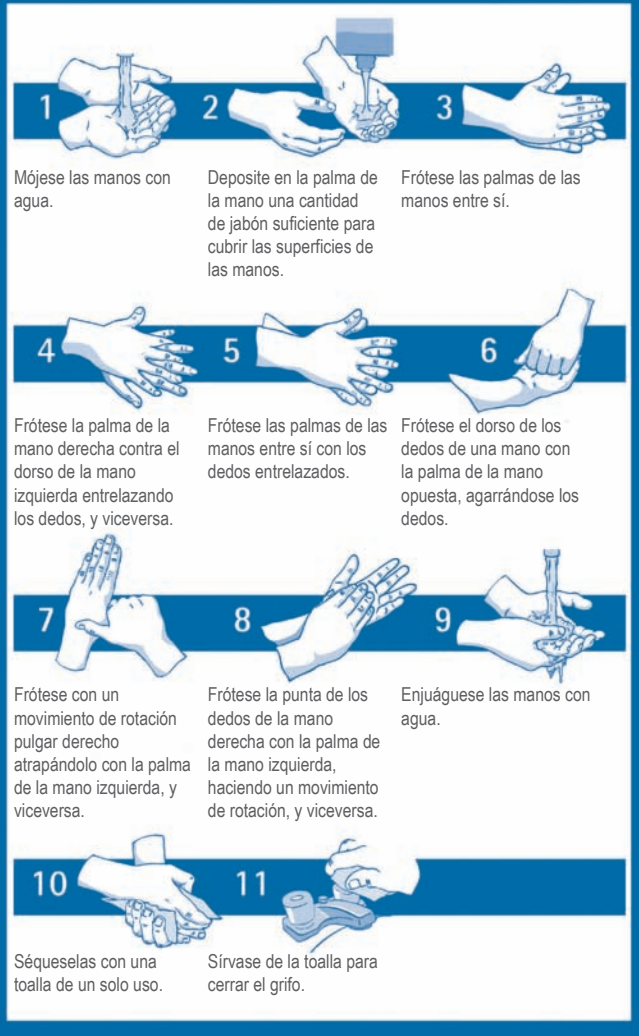 1
Mójese las manos con
agua.
2
Deposite en la palma de
la mano una cantidad
de jabón suficiente para
cubrir las superficies de
las manos.
3
Frótese las palmas de las
manos entre sí.
4
Frótese la palma de la
mano derecha contra el
dorso de la mano
izquierda entrelazando
los dedos, y viceversa.
5
Frótese las palmas de las
manos entre sí con los
dedos entrelazados.
6
Frótese el dorso de los
dedos de una mano con
la palma de la mano
opuesta, agarrándose los
dedos.
7
Frótese con un
movimiento de rotación
pulgar derecho
atrapándolo con la palma
de la mano izquierda, y
viceversa.
8
Frótese la punta de los
dedos de la mano
derecha con la palma de
la mano izquierda,
haciendo un movimiento
de rotación, y viceversa.
9
Enjuáguese las manos con
agua.
10
Séqueselas con una
toalla de un solo uso.
11
Sírvase de la toalla para
cerrar el grifo.